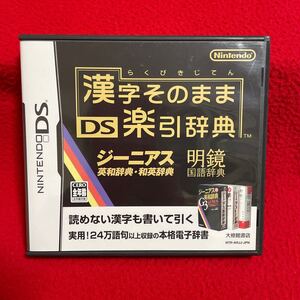 Nintendo
NINTENDO DS
らくびきじてん
漢字そのまま
DS 楽引辞典 TM
ジーニアス 明鏡
英和辞典・和英辞典 国語辞典
CERO
全年齢
読めない漢字も書いて引く
実用!24万語句以上収録の本格電子辞書
大修館書店